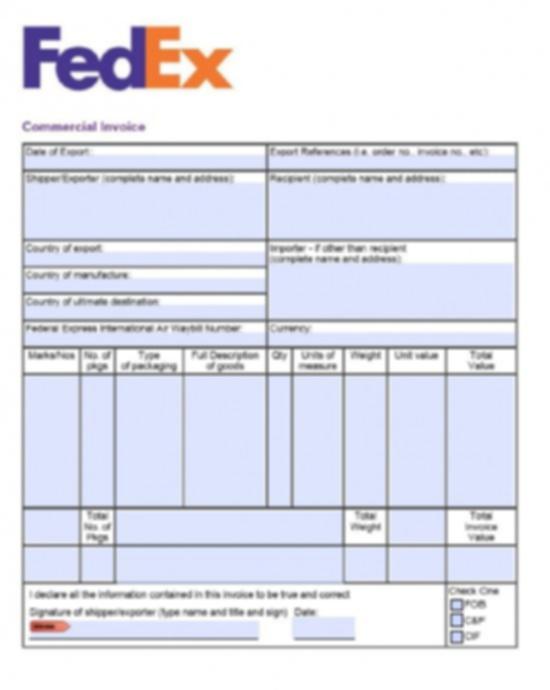 FedEx
Commercial Invoice
Date of Export:
Export References (i.e. order no., invoice no., etc)
Shipper/Exporter (complete name and address)
Recipient (complete name and address)
Country of export:
Importer - if other than recipient
(complete name and address)
Country of manufacture:
Country of ultimate destination:
Federal Express International Air Waybill Number:
Currency:
Marks/Nos No. of pkgs Type of packaging Full Description of goods Qty Units of measure Weight Unit value Total Value
Total No. of Pkgs Total Weight Total Invoice Value
I declare all the information contained in this invoice to be true and correct
Check One
Signature of shipper/exporter (type name and title and sign) Date:
FOB
C&F
CIF